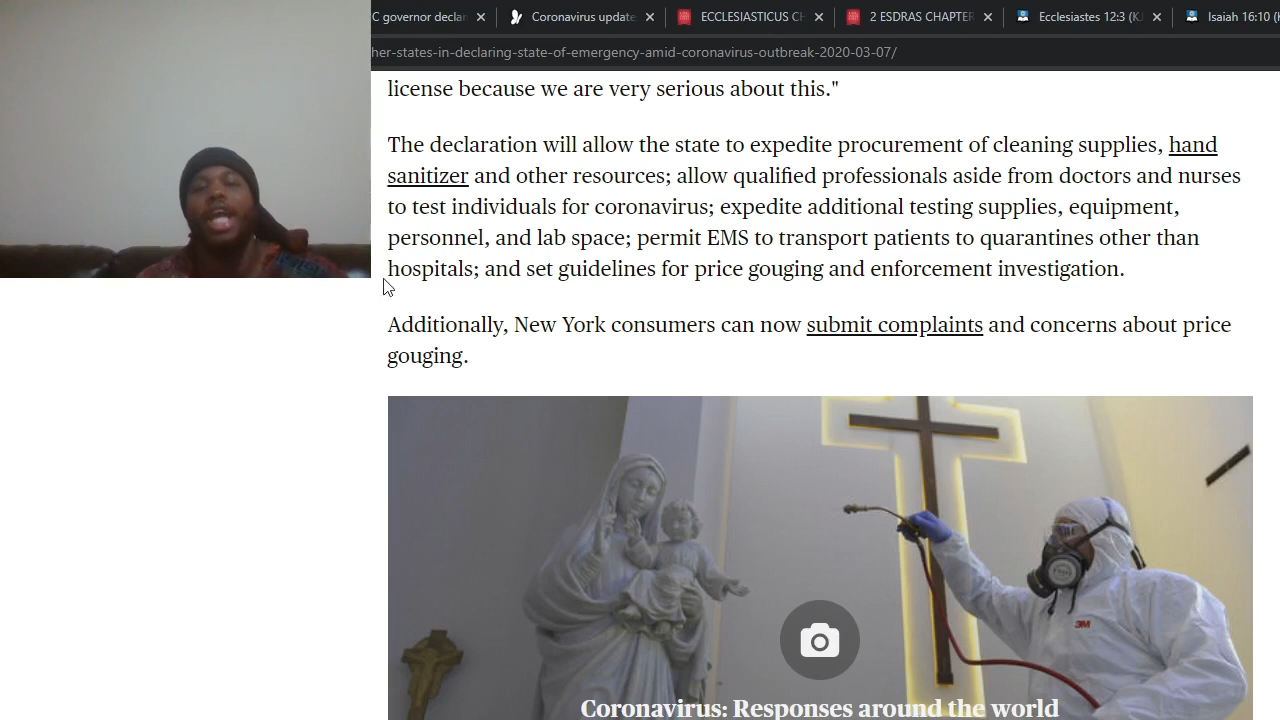 C governor declar
Coronavirus update
ECCLESIASTICUS CH
2 ESDRAS CHAPTER
Ecclesiastes 12:3 (KJ
Isaiah 16:10 (K
her-states-in-declaring-state-of-emergency-amid-coronavirus-outbreak-2020-03-07/
license because we are very serious about this."
The declaration will allow the state to expedite procurement of cleaning supplies, hand
sanitizer and other resources; allow qualified professionals aside from doctors and nurses
to test individuals for coronavirus; expedite additional testing supplies, equipment,
personnel, and lab space; permit EMS to transport patients to quarantines other than
hospitals; and set guidelines for price gouging and enforcement investigation.
Additionally, New York consumers can now submit complaints and concerns about price
gouging.
3M
Coronavirus: Responses around the world